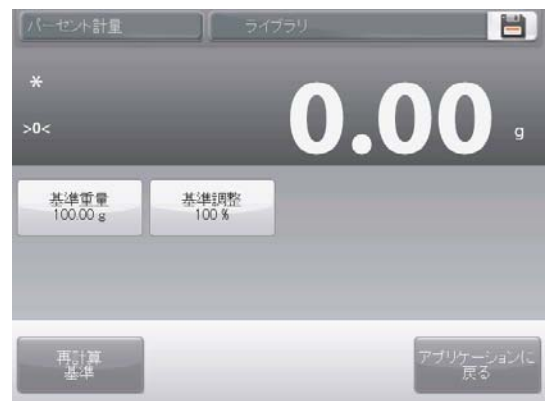 パーセント計量
ライブラリ
*
>0<
0.00 g
基準重量
100.00 g
基準調整
100 %
再計算
基準
アプリケーションに
戻る